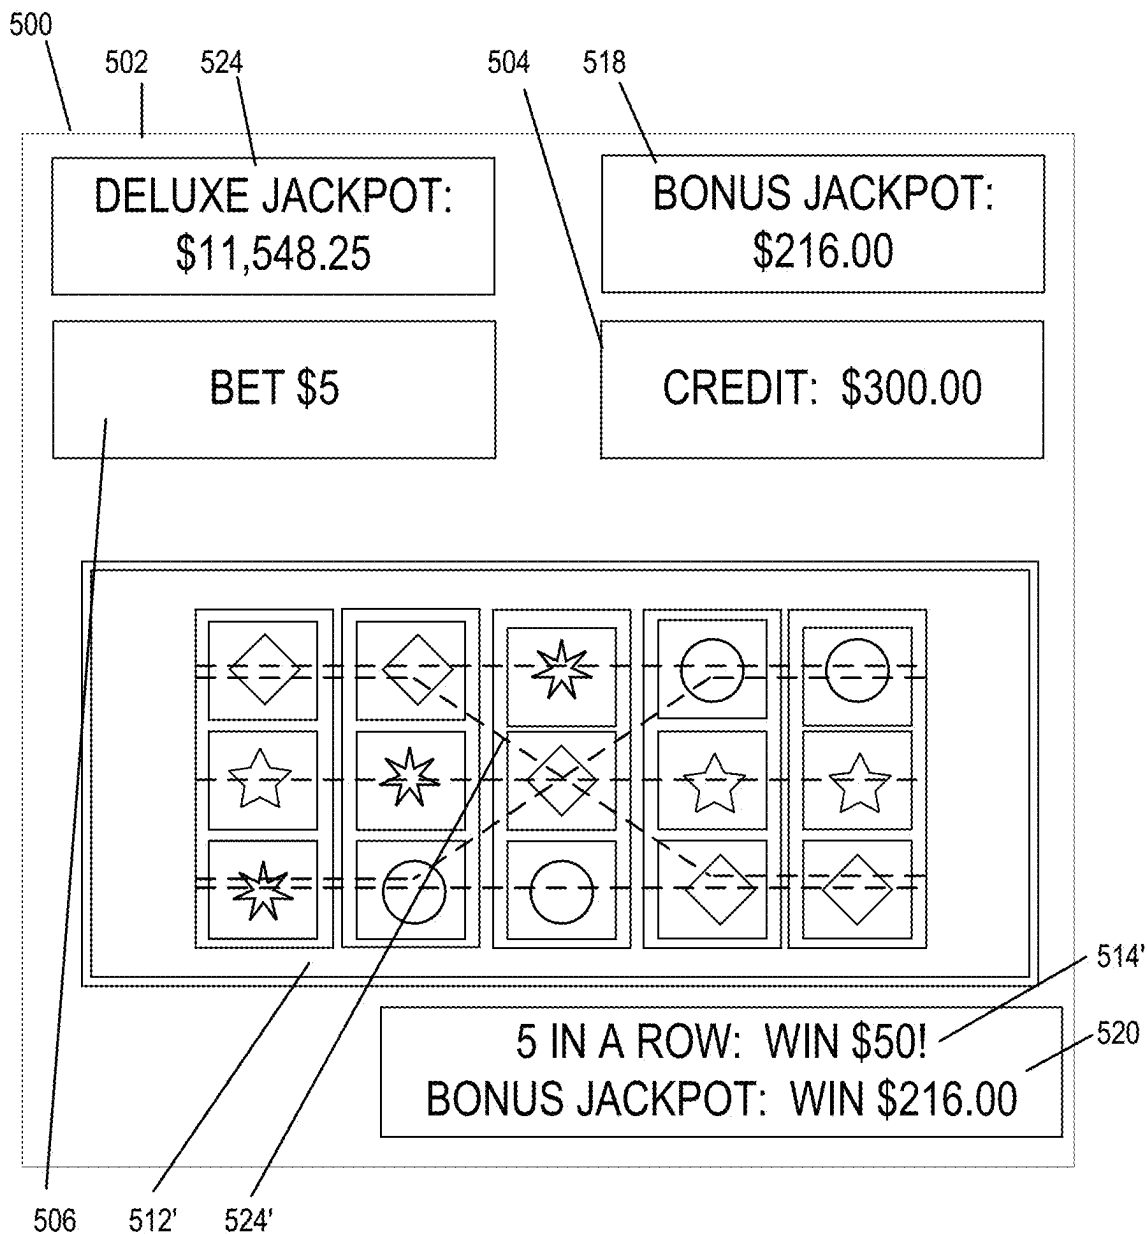 500
502
524
504
518
DELUXE JACKPOT:
$11,548.25
BONUS JACKPOT:
$216.00
BET $5
CREDIT: $300.00
514'
5 IN A ROW: WIN $50!
520
BONUS JACKPOT: WIN $216.00
506
512'
524'